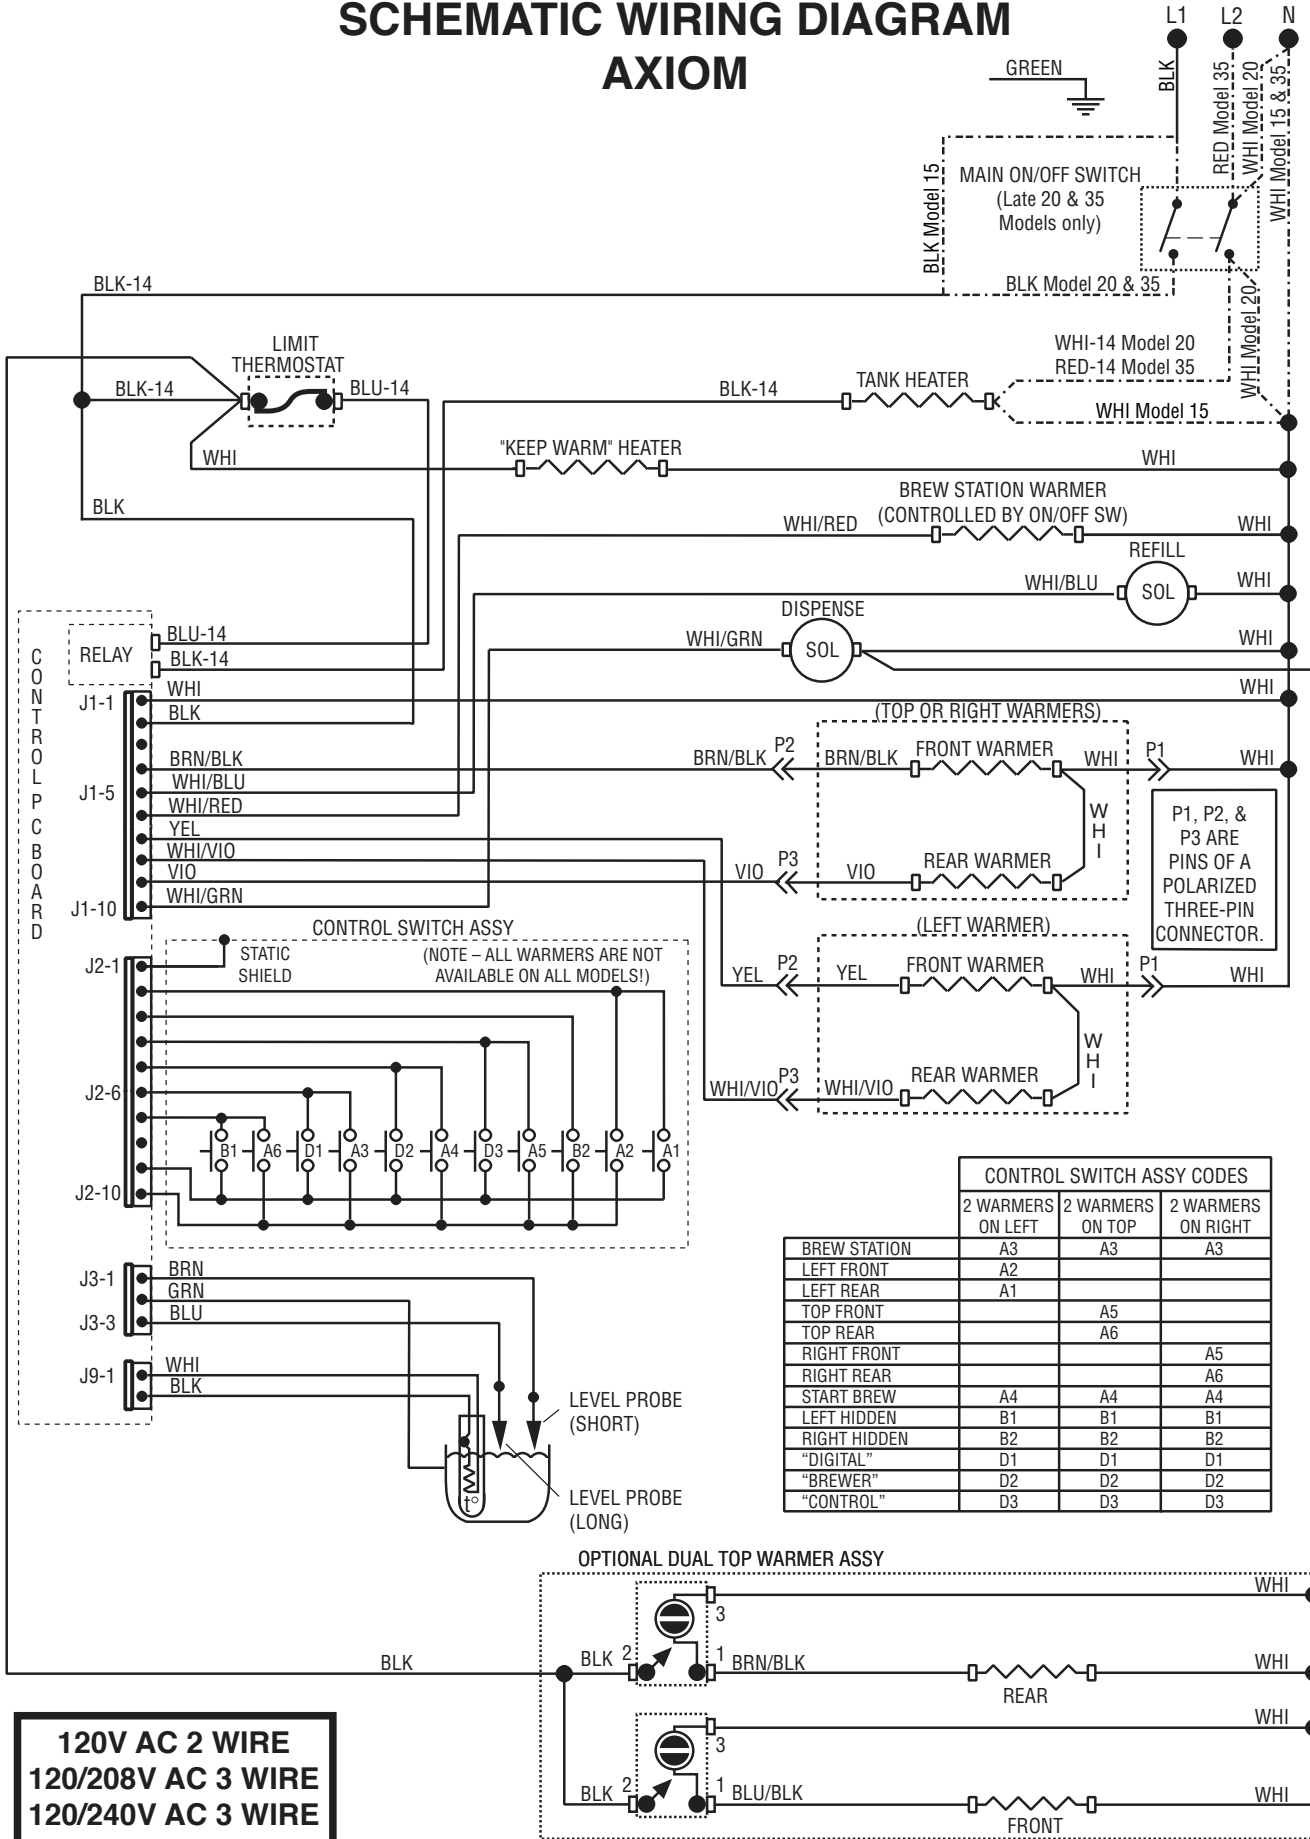 SCHEMATIC WIRING DIAGRAM
AXIOM
L1
L2
N
GREEN
BLK
RED Model 35
WHI Model 20
WHI Model 15 & 35
BLK Model 15
MAIN ON/OFF SWITCH
(Late 20 & 35
Models only)
BLK-14
BLK Model 20 & 35
WHI Model 20
LIMIT
THERMOSTAT
BLK-14
BLU-14
BLK-14
TANK HEATER
WHI-14 Model 20
RED-14 Model 35
WHI Model 15
WHI
"KEEP WARM" HEATER
WHI
BLK
BREW STATION WARMER
(CONTROLLED BY ON/OFF SW)
WHI/RED
WHI
REFILL
WHI/BLU
SOL
WHI
DISPENSE
WHI/GRN
SOL
WHI
CONTROL PC BOARD
RELAY
BLU-14
BLK-14
J1-1
WHI
WHI
BLK
BRN/BLK
J1-5
WHI/BLU
WHI/RED
YEL
WHI/VIO
VIO
J1-10
WHI/GRN
(TOP OR RIGHT WARMERS)
BRN/BLK
P2
BRN/BLK
FRONT WARMER
WHI
P1
WHI
WHI
VIO
P3
VIO
REAR WARMER
P1, P2, &
P3 ARE
PINS OF A
POLARIZED
THREE-PIN
CONNECTOR.
(LEFT WARMER)
YEL
P2
YEL
FRONT WARMER
WHI
P1
WHI
WHI
WHI/VIO
P3
WHI/VIO
REAR WARMER
CONTROL SWITCH ASSY
J2-1
STATIC
SHIELD
(NOTE – ALL WARMERS ARE NOT
AVAILABLE ON ALL MODELS!)
J2-6
B1 A6 D1 A3 D2 A4 D3 A5 B2 A2 A1
J2-10
J3-1
BRN
GRN
J3-3
BLU
J9-1
WHI
BLK
LEVEL PROBE
(SHORT)
LEVEL PROBE
(LONG)
t°
CONTROL SWITCH ASSY CODES
2 WARMERS ON LEFT 2 WARMERS ON TOP 2 WARMERS ON RIGHT
BREW STATION A3 A3 A3
LEFT FRONT A2
LEFT REAR A1
TOP FRONT A5
TOP REAR A6
RIGHT FRONT A5
RIGHT REAR A6
START BREW A4 A4 A4
LEFT HIDDEN B1 B1 B1
RIGHT HIDDEN B2 B2 B2
“DIGITAL” D1 D1 D1
“BREWER” D2 D2 D2
“CONTROL” D3 D3 D3
OPTIONAL DUAL TOP WARMER ASSY
3
WHI
BLK
BLK
2
1
BRN/BLK
REAR
WHI
3
WHI
BLK
2
1
BLU/BLK
FRONT
WHI
120V AC 2 WIRE
120/208V AC 3 WIRE
120/240V AC 3 WIRE